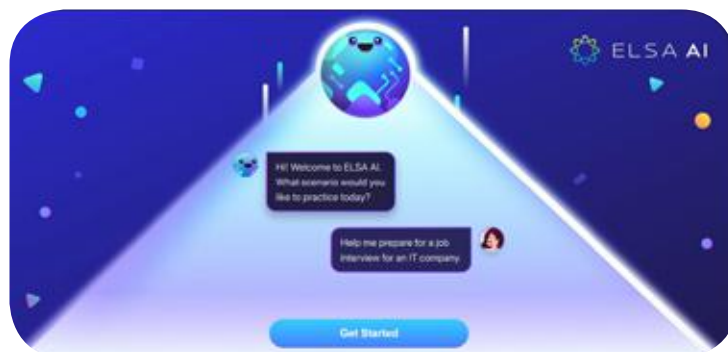 ELSA AI
Hi! Welcome to ELSA AI.
What scenario would you
like to practice today?
Help me prepare for a job
interview for an IT company.
Get Started